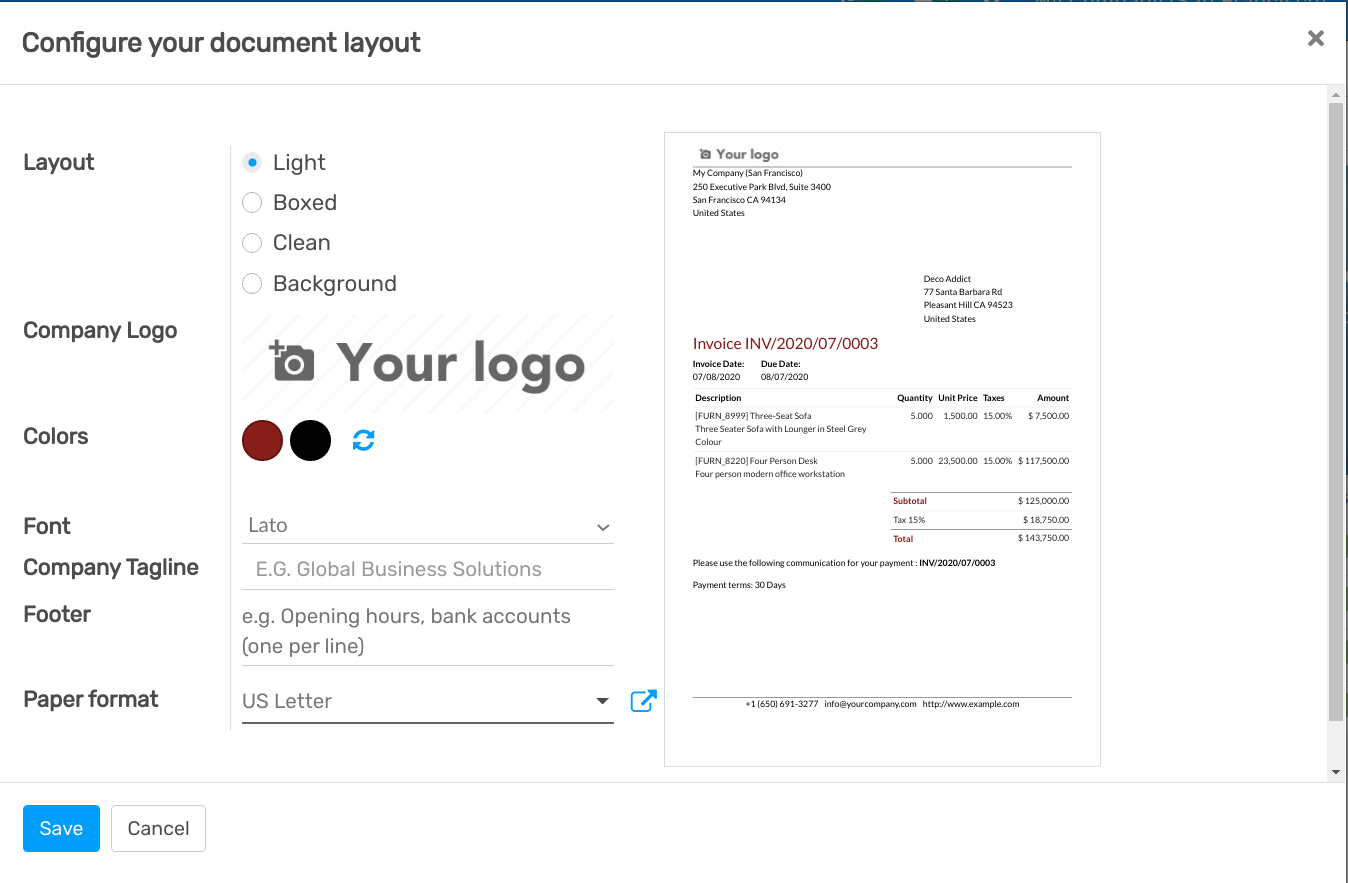 Configure your document layout
Layout
Light
Boxed
Clean
Background
Company Logo
Your logo
Colors
Font
Lato
Company Tagline
E.G. Global Business Solutions
Footer
e.g. Opening hours, bank accounts
(one per line)
Paper format
US Letter
Your logo
My Company (San Francisco)
250 Executive Park Blvd, Suite 3400
San Francisco CA 94134
United States
Deco Addict
77 Santa Barbara Rd
Pleasant Hill CA 94523
United States
Invoice INV/2020/07/0003
Invoice Date: Due Date:
07/08/2020 08/07/2020
Description Quantity Unit Price Taxes Amount
[FURN_8999] Three-Seat Sofa 5.000 1,500.00 15.00% $ 7,500.00
Three Seater Sofa with Lounger in Steel Grey
Colour
[FURN_8220] Four Person Desk 5.000 23,500.00 15.00% $ 117,500.00
Four person modern office workstation
Subtotal $ 125,000.00
Tax 15% $ 18,750.00
Total $ 143,750.00
Please use the following communication for your payment : INV/2020/07/0003
Payment terms: 30 Days
+1 (650) 691-3277 info@yourcompany.com http://www.example.com
Save Cancel